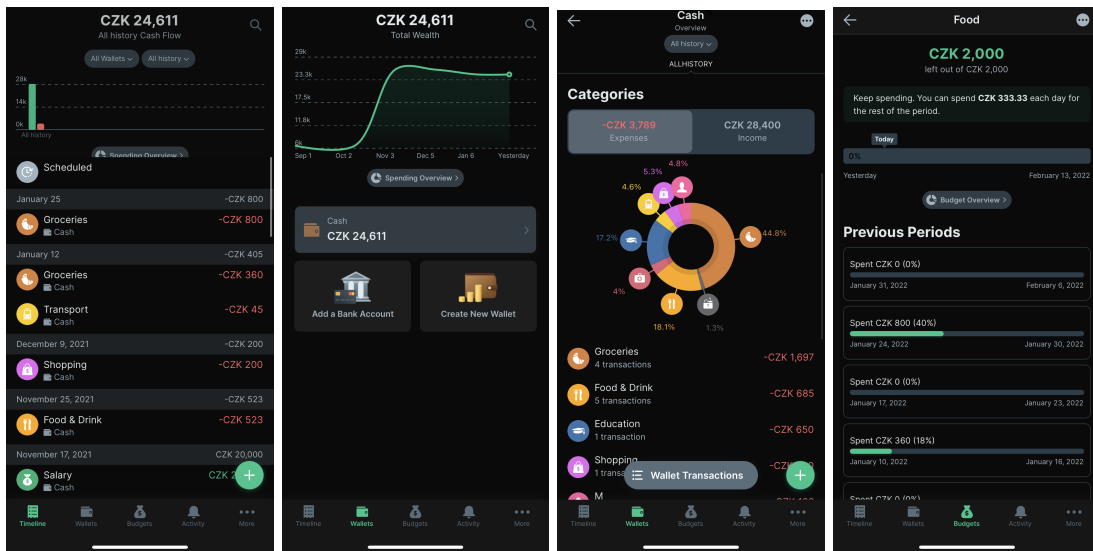 CZK 24,611
All history Cash Flow
All Wallets
All history
28k
14k
0k
All history
Spending Overview
Scheduled
January 25 -CZK 800
Groceries -CZK 800
Cash
January 12 -CZK 405
Groceries -CZK 360
Cash
Transport -CZK 45
Cash
December 9, 2021 -CZK 200
Shopping -CZK 200
Cash
November 25, 2021 -CZK 523
Food & Drink -CZK 523
Cash
November 17, 2021 CZK 20,000
Salary CZK 2
Cash
Timeline Wallets Budgets Activity More
CZK 24,611
Total Wealth
29k
23.3k
17.5k
11.8k
6k
Sep 1 Oct 2 Nov 3 Dec 5 Jan 6 Yesterday
Spending Overview
Cash
CZK 24,611
Add a Bank Account
Create New Wallet
Timeline Wallets Budgets Activity More
Cash
Overview
All history
ALLHISTORY
Categories
-CZK 3,789 CZK 28,400
Expenses Income
4.8%
5.3%
4.6%
17.2%
44.8%
4%
18.1%
1.3%
Groceries -CZK 1,697
4 transactions
Food & Drink -CZK 685
5 transactions
Education -CZK 650
1 transaction
Shopping -CZ
1 transa
Wallet Transactions
M
Timeline Wallets Budgets Activity More
Food
CZK 2,000
left out of CZK 2,000
Keep spending. You can spend CZK 333.33 each day for
the rest of the period.
Today
0%
Yesterday February 13, 2022
Budget Overview
Previous Periods
Spent CZK 0 (0%)
January 31, 2022 February 6, 2022
Spent CZK 800 (40%)
January 24, 2022 January 30, 2022
Spent CZK 0 (0%)
January 17, 2022 January 23, 2022
Spent CZK 360 (18%)
January 10, 2022 January 16, 2022
Spent CZK 0 (0%)
Timeline Wallets Budgets Activity More